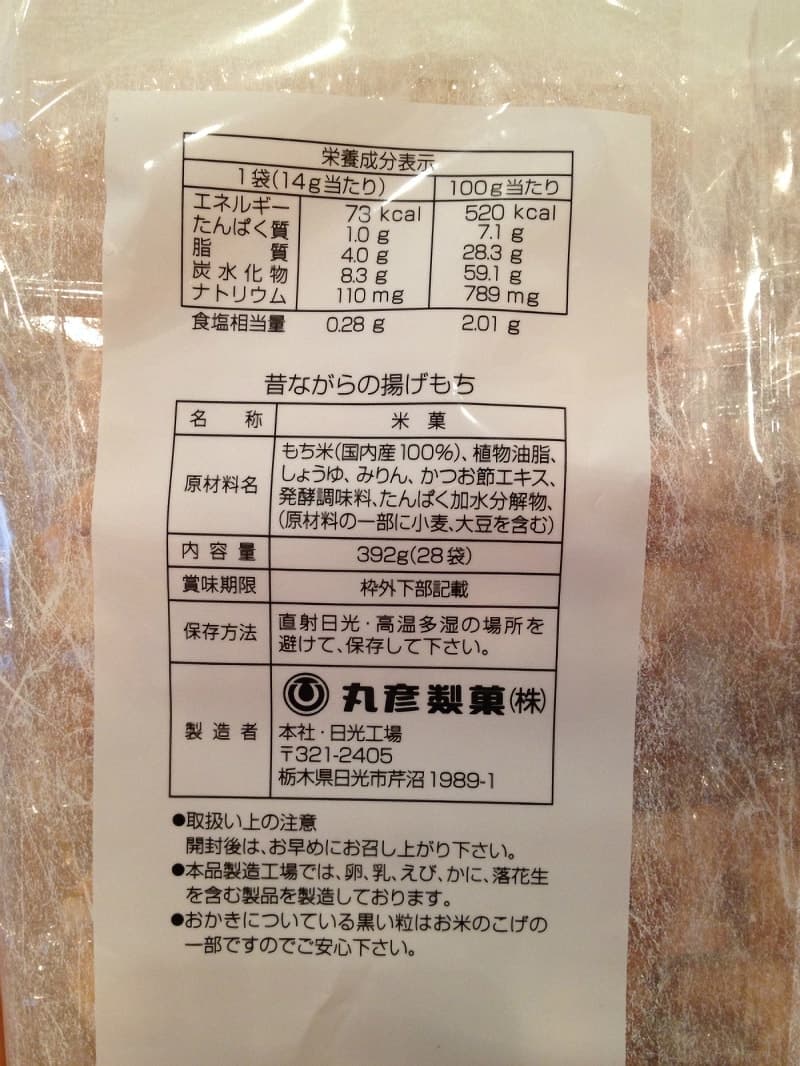 栄養成分表示
1袋(14g当たり) 100g当たり
エネルギー 73 kcal 520 kcal
たんぱく質 1.0 g 7.1 g
脂質 4.0 g 28.3 g
炭水化物 8.3 g 59.1 g
ナトリウム 110 mg 789 mg
食塩相当量 0.28 g 2.01 g
昔ながらの揚げもち
名称 米菓
原材料名 もち米(国内産100%)、植物油脂、
しょうゆ、みりん、かつお節エキス、
発酵調味料、たんぱく加水分解物、
(原材料の一部に小麦、大豆を含む)
内容量 392g(28袋)
賞味期限 枠外下部記載
保存方法 直射日光・高温多湿の場所を
避けて、保存して下さい。
製造者 丸彦製菓(株)
本社・日光工場
〒321-2405
栃木県日光市芹沼1989-1
●取扱い上の注意
開封後は、お早めにお召し上がり下さい。
●本品製造工場では、卵、乳、えび、かに、落花生
を含む製品を製造しております。
●おかきについている黒い粒はお米のこげの
一部ですのでご安心下さい。